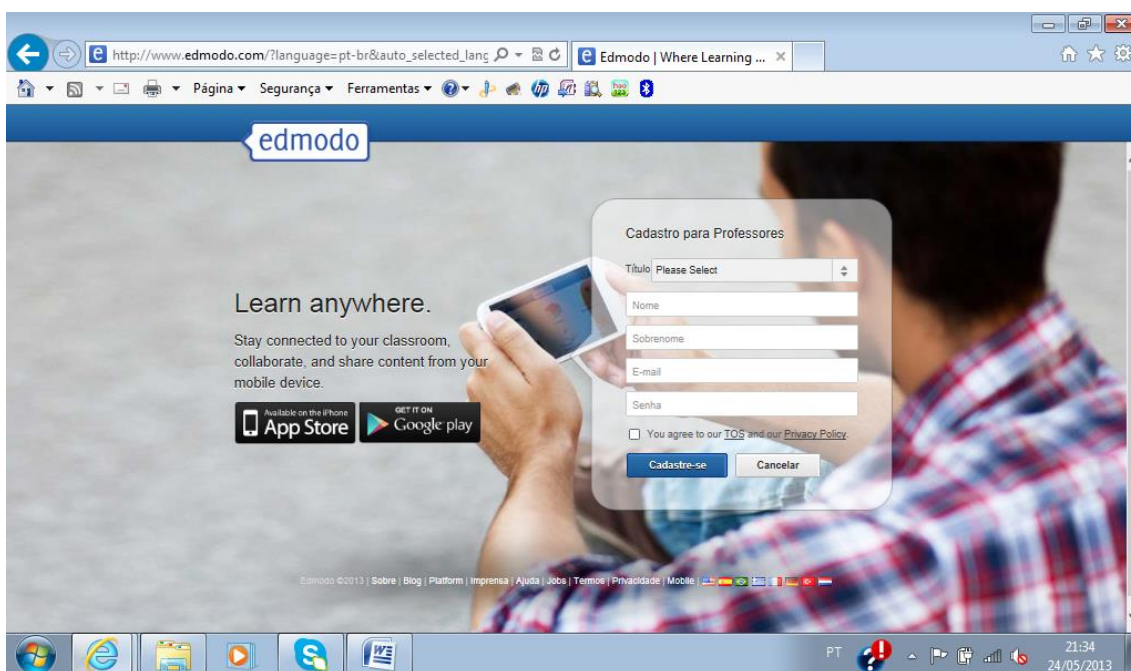 http://www.edmodo.com/?language=pt-br&auto_selected_lang
Edmodo | Where Learning ...
Página Segurança Ferramentas
edmodo
Cadastro para Professores
Título Please Select
Nome
Sobrenome
E-mail
Senha
You agree to our TOS and our Privacy Policy.
Cadastre-se Cancelar
Learn anywhere.
Stay connected to your classroom,
collaborate, and share content from your
mobile device.
Available on the iPhone
App Store
GET IT ON
Google play
Edmodo ©2013 | Sobre | Blog | Platform | Imprensa | Ajuda | Jobs | Termos | Privacidade | Mobile |
PT
21:34
24/05/2013